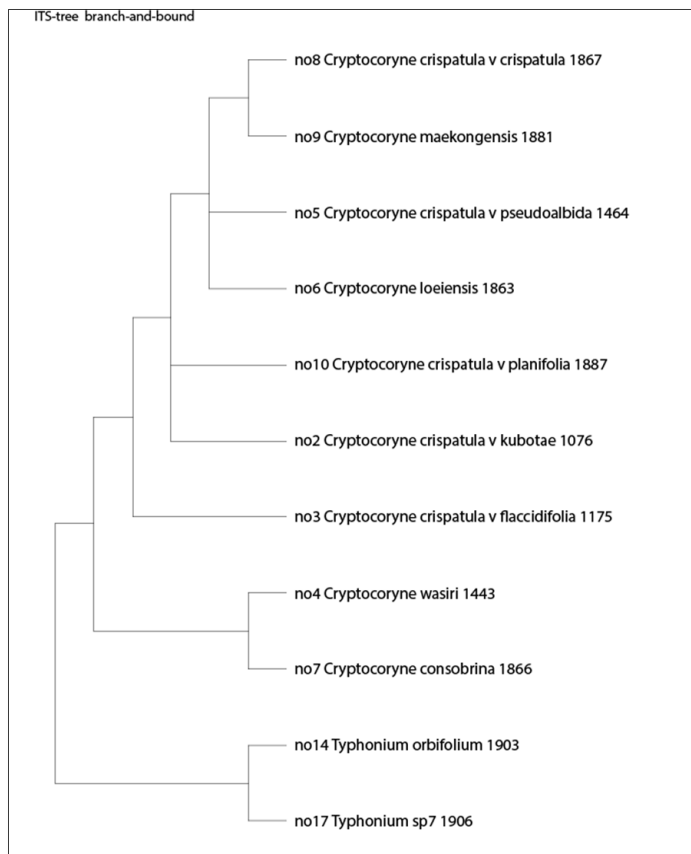 ITS-tree branch-and-bound
no8 Cryptocoryne crispatula v crispatula 1867
no9 Cryptocoryne maekongensis 1881
no5 Cryptocoryne crispatula v pseudoalbida 1464
no6 Cryptocoryne loeiensis 1863
no10 Cryptocoryne crispatula v planifolia 1887
no2 Cryptocoryne crispatula v kubotae 1076
no3 Cryptocoryne crispatula v flaccidifolia 1175
no4 Cryptocoryne wasiri 1443
no7 Cryptocoryne consobrina 1866
no14 Typhonium orbifolium 1903
no17 Typhonium sp7 1906